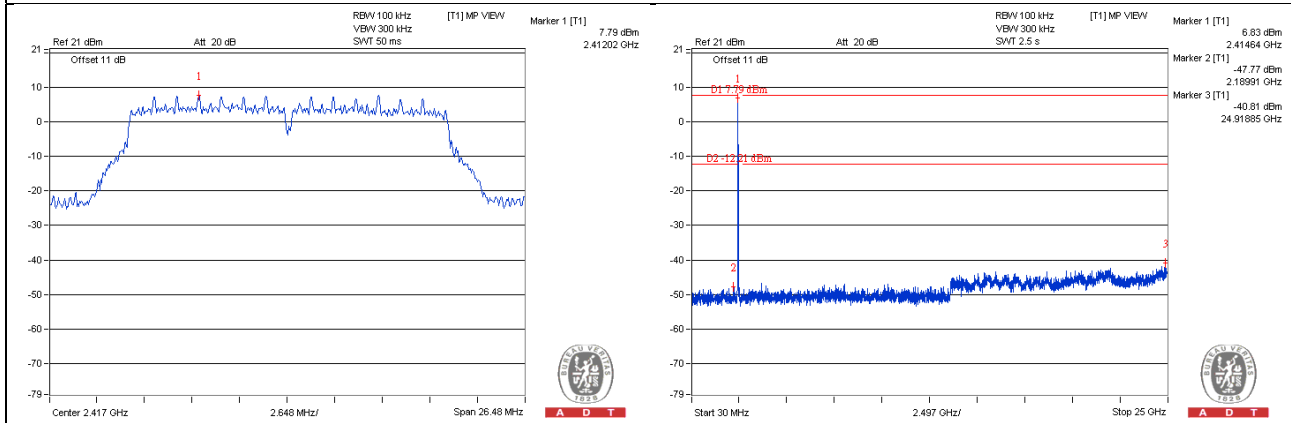 RBW 100 kHz [T1] MP VIEW
VBW 300 kHz
Ref 21 dBm Att 20 dB SWT 50 ms
Marker 1 [T1]
7.79 dBm
2.41202 GHz
21
Offset 11 dB
1
10
0
-10
-20
-30
-40
-50
-60
-70
-79
Center 2.417 GHz 2.648 MHz/ Span 26.48 MHz
BUREAU VERITAS
1828
A D T
RBW 100 kHz [T1] MP VIEW
VBW 300 kHz
Ref 21 dBm Att 20 dB SWT 2.5 s
Marker 1 [T1]
6.83 dBm
2.41464 GHz
Marker 2 [T1]
-47.77 dBm
2.18991 GHz
Marker 3 [T1]
-40.81 dBm
24.91885 GHz
21
Offset 11 dB
1
10
D1 7.79 dBm
0
-10
D2 -12.21 dBm
-20
-30
3
-40
2
-50
-60
-70
-79
Start 30 MHz 2.497 GHz/ Stop 25 GHz
BUREAU VERITAS
1828
A D T